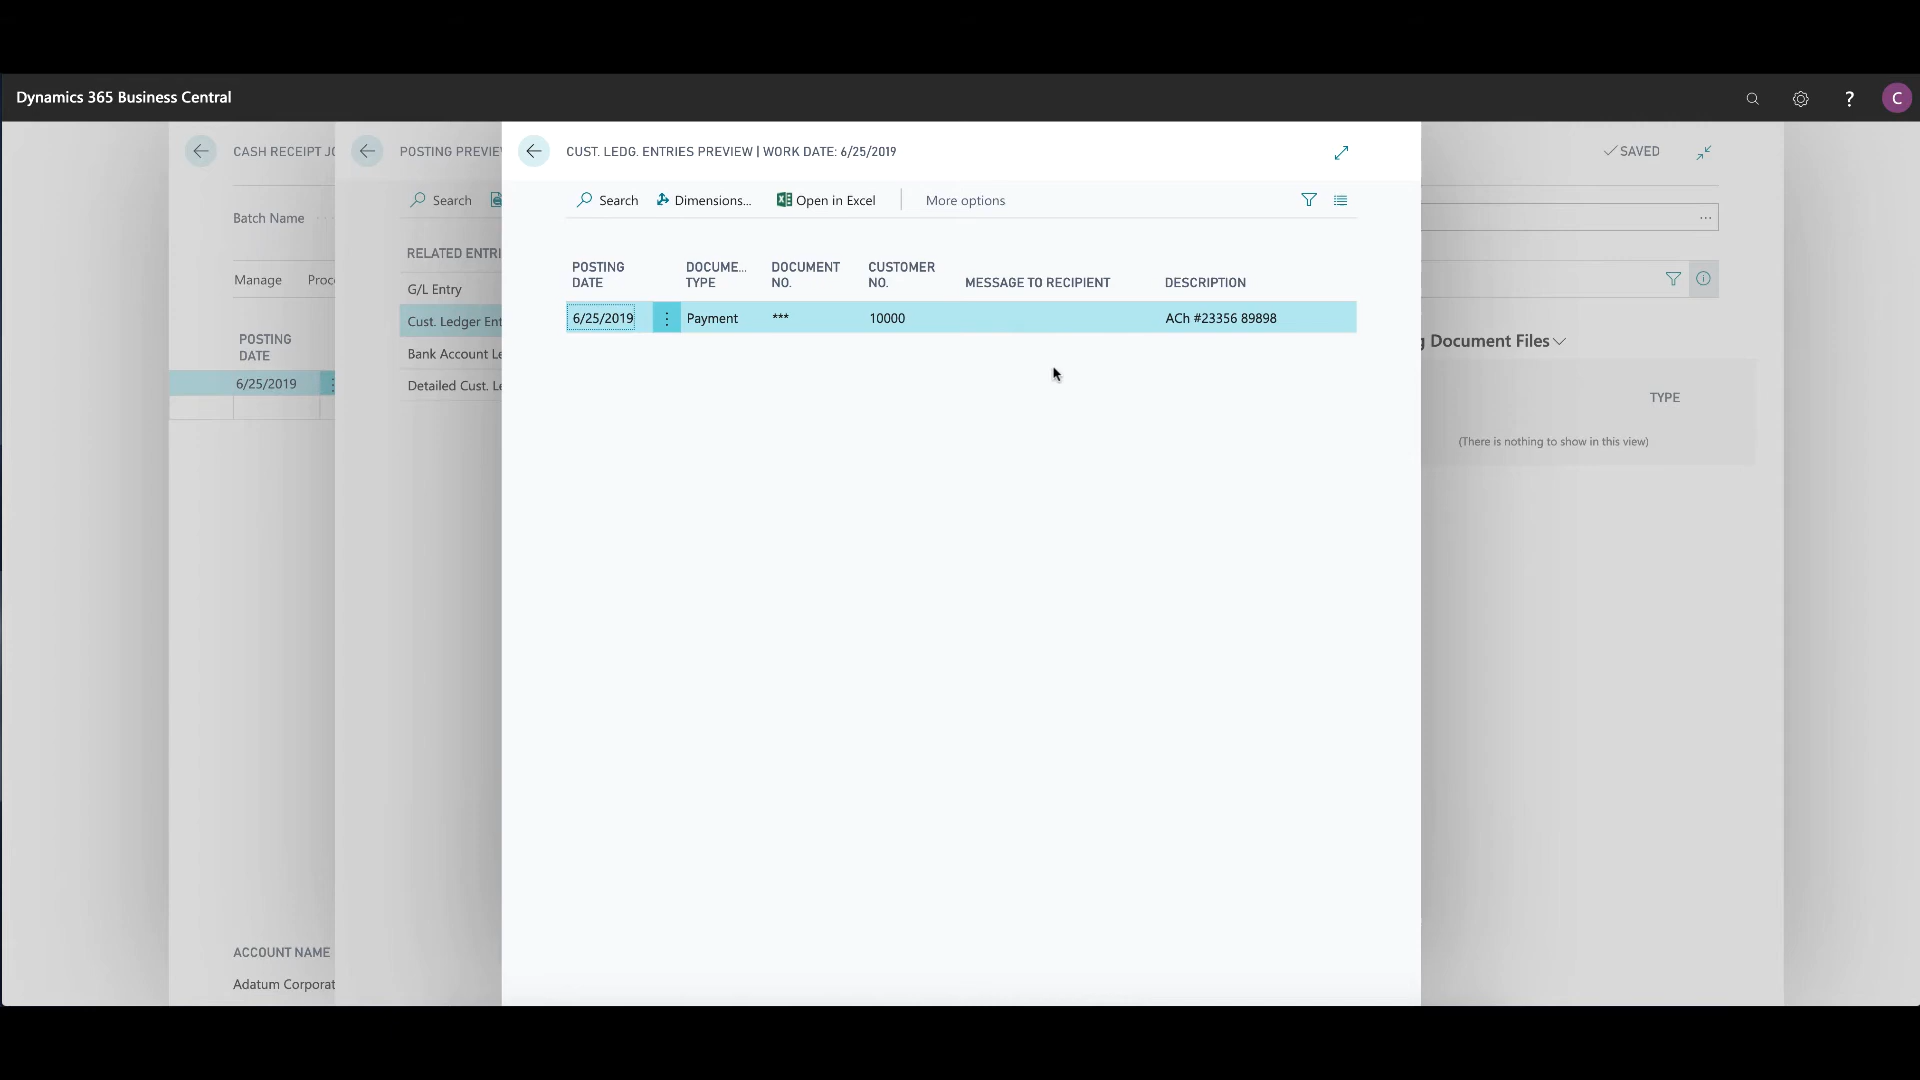 Dynamics 365 Business Central
?
C
CASH RECEIPT JO
POSTING PREVIE
CUST. LEDG. ENTRIES PREVIEW | WORK DATE: 6/25/2019
SAVED
Search
Search
Dimensions...
Open in Excel
More options
Batch Name
...
RELATED ENTRI
Manage
Proc
G/L Entry
Cust. Ledger Ent
Bank Account Le
Detailed Cust. Le
POSTING
DATE
6/25/2019
POSTING
DATE
DOCUME...
TYPE
DOCUMENT
NO.
CUSTOMER
NO.
MESSAGE TO RECIPIENT
DESCRIPTION
6/25/2019
Payment
***
10000
ACh #23356 89898
g Document Files
TYPE
(There is nothing to show in this view)
ACCOUNT NAME
Adatum Corporat